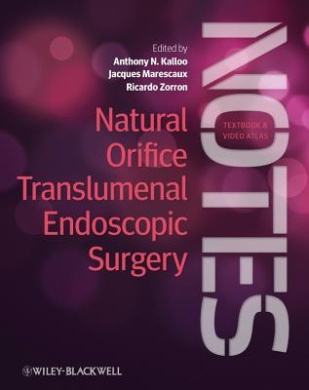 Edited by
Anthony N. Kalloo
Jacques Marescaux
Ricardo Zorron
Natural
Orifice
Translumenal
Endoscopic
Surgery
NOTES
TEXTBOOK &
VIDEO ATLAS
WILEY-BLACKWELL